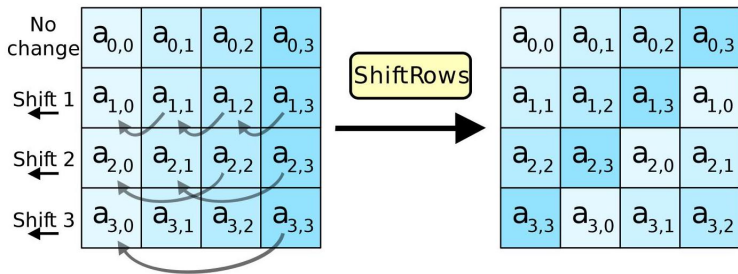 No change a0,0 a0,1 a0,2 a0,3
Shift 1 a1,0 a1,1 a1,2 a1,3
Shift 2 a2,0 a2,1 a2,2 a2,3
Shift 3 a3,0 a3,1 a3,2 a3,3
ShiftRows
a0,0 a0,1 a0,2 a0,3
a1,1 a1,2 a1,3 a1,0
a2,2 a2,3 a2,0 a2,1
a3,3 a3,0 a3,1 a3,2